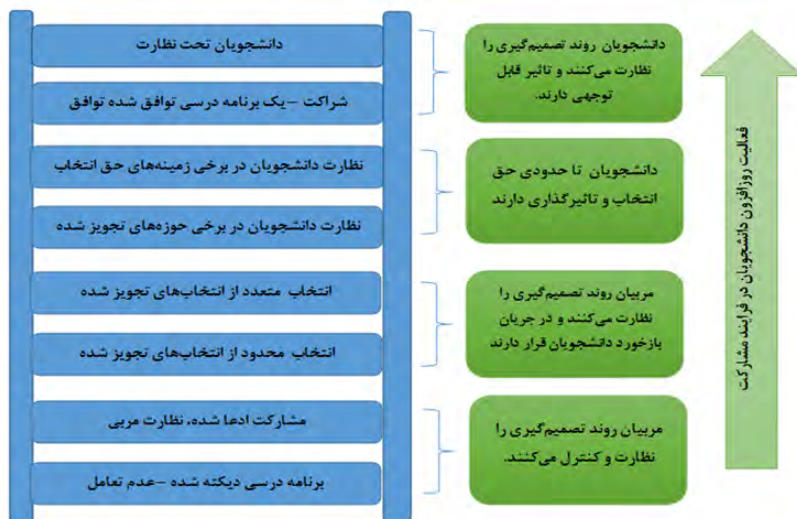 دانشجویان تحت نظارت
شراکت –یک برنامه درسی توافق شده توافق
نظارت دانشجویان در برخی زمینه‌های حق انتخاب
نظارت دانشجویان در برخی حوزه‌های تجویز شده
انتخاب متعدد از انتخاب‌های تجویز شده
انتخاب محدود از انتخاب‌های تجویز شده
مشارکت ادعا شده، نظارت مربی
برنامه درسی دیکته شده –عدم تعامل
دانشجویان روند تصمیم‌گیری را
نظارت می‌کنند و تاثیر قابل
توجهی دارند.
دانشجویان تا حدودی حق
انتخاب و تاثیرگذاری دارند
مربیان روند تصمیم‌گیری را
نظارت می‌کنند و در جریان
بازخورد دانشجویان قرار دارند
مربیان روند تصمیم‌گیری را
نظارت و کنترل می‌کنند.
فعالیت روزافزون دانشجویان در فرایند مشارکت